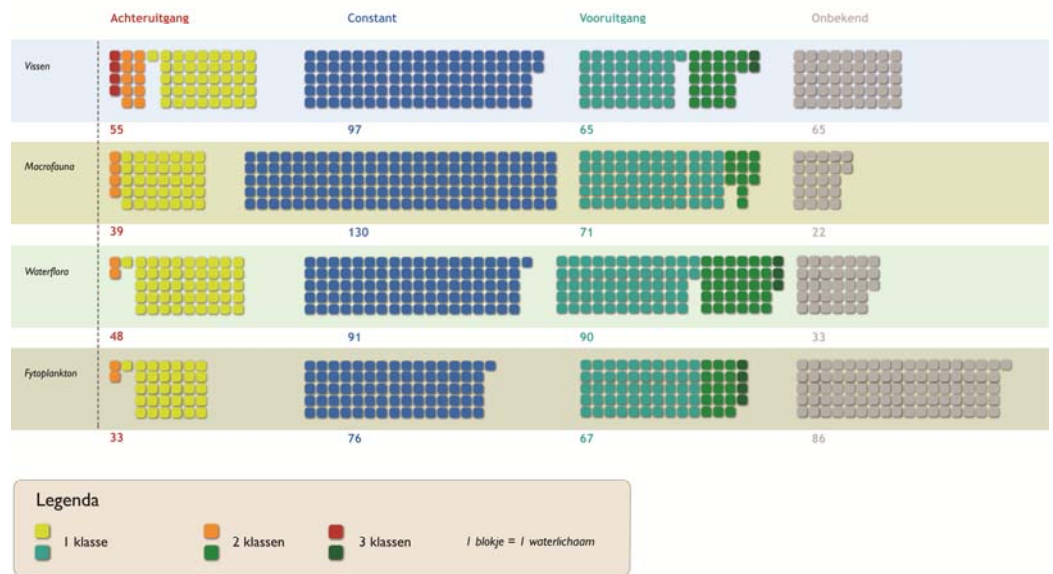 Achteruitgang Constant Vooruitgang Onbekend
Vissen
55 97 65 65
Macrofauna
39 130 71 22
Waterflora
48 91 90 33
Fytoplankton
33 76 67 86
Legenda
1 klasse 2 klassen 3 klassen 1 blokje = 1 waterlichaam